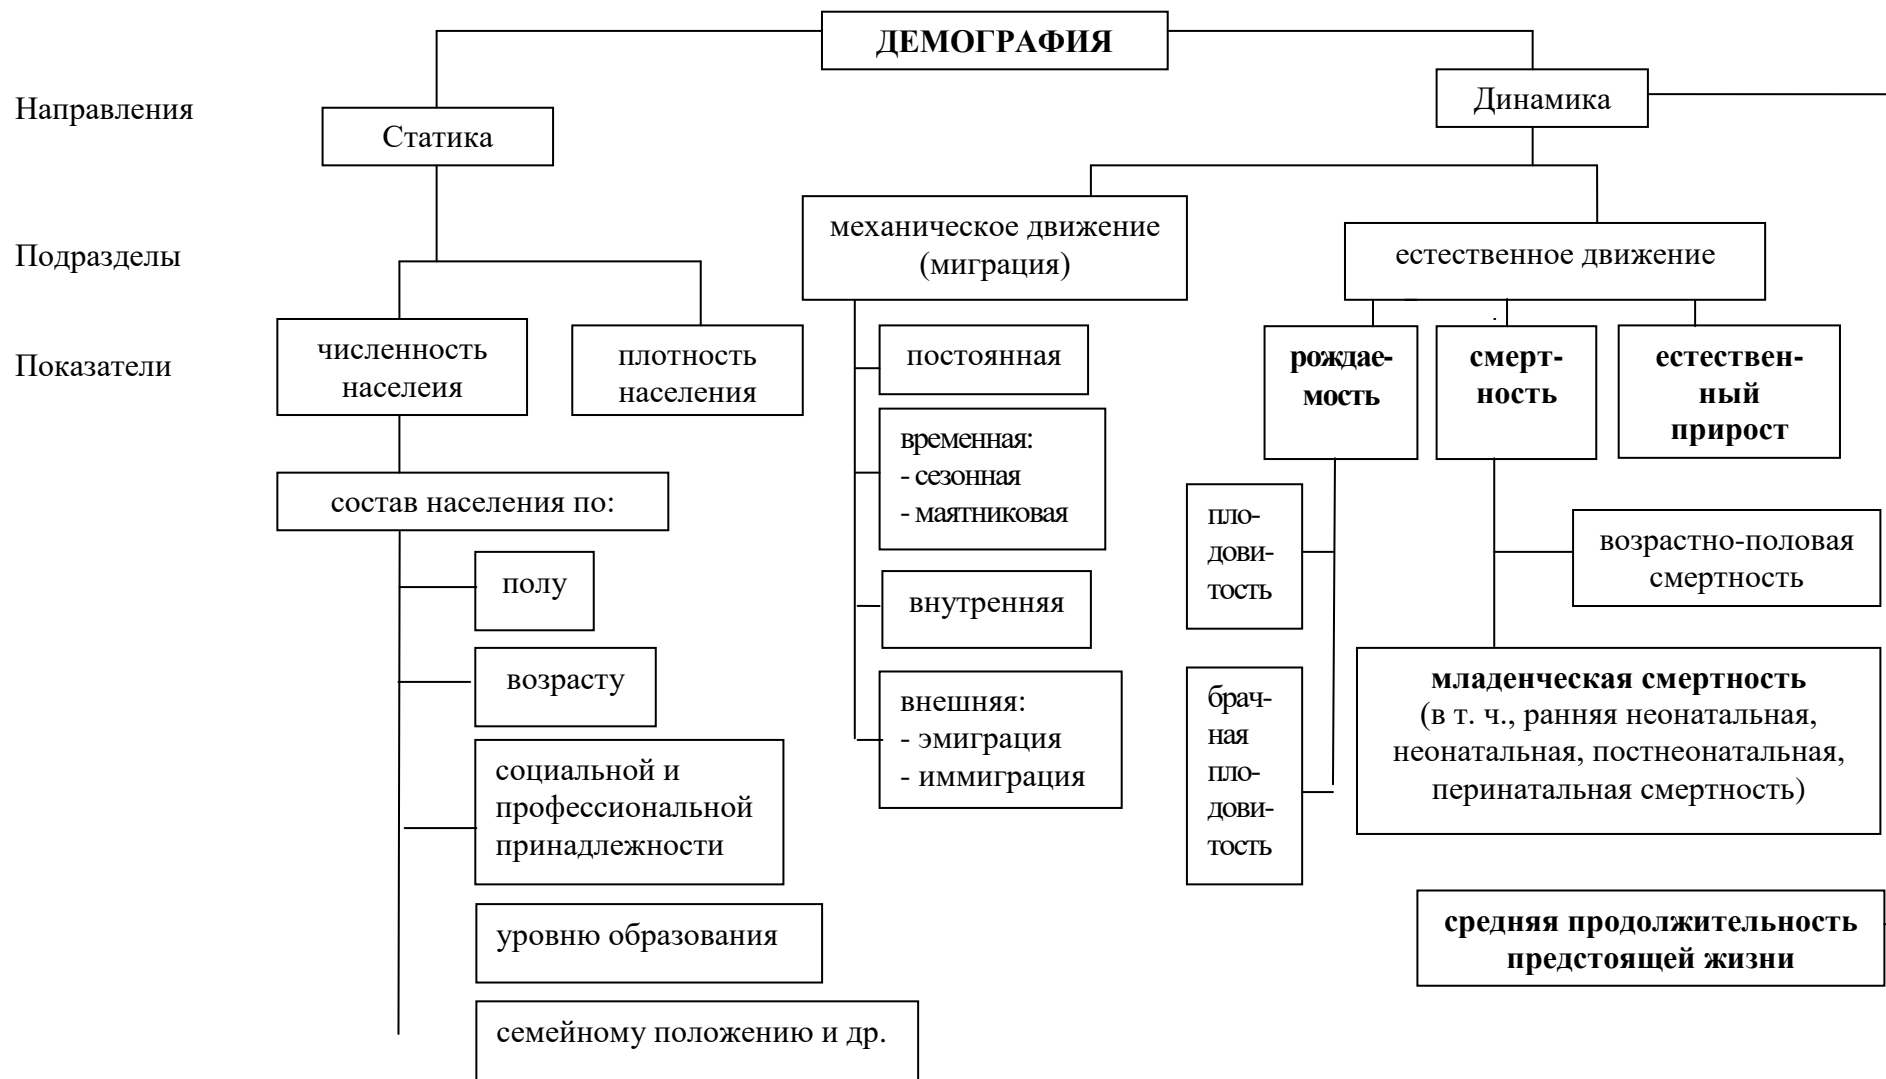 ДЕМОГРАФИЯ
Направления
Статика
Динамика
Подразделы
механическое движение
(миграция)
естественное движение
Показатели
численность
населеия
плотность
населения
состав населения по:
полу
возрасту
социальной и
профессиональной
принадлежности
уровню образования
семейному положению и др.
постоянная
временная:
- сезонная
- маятниковая
внутренняя
внешняя:
- эмиграция
- иммиграция
рождае-
мость
смерт-
ность
естествен-
ный
прирост
пло-
дови-
тость
брач-
ная
пло-
дови-
тость
возрастно-половая
смертность
младенческая смертность
(в т. ч., ранняя неонатальная,
неонатальная, постнеонатальная,
перинатальная смертность)
средняя продолжительность
предстоящей жизни